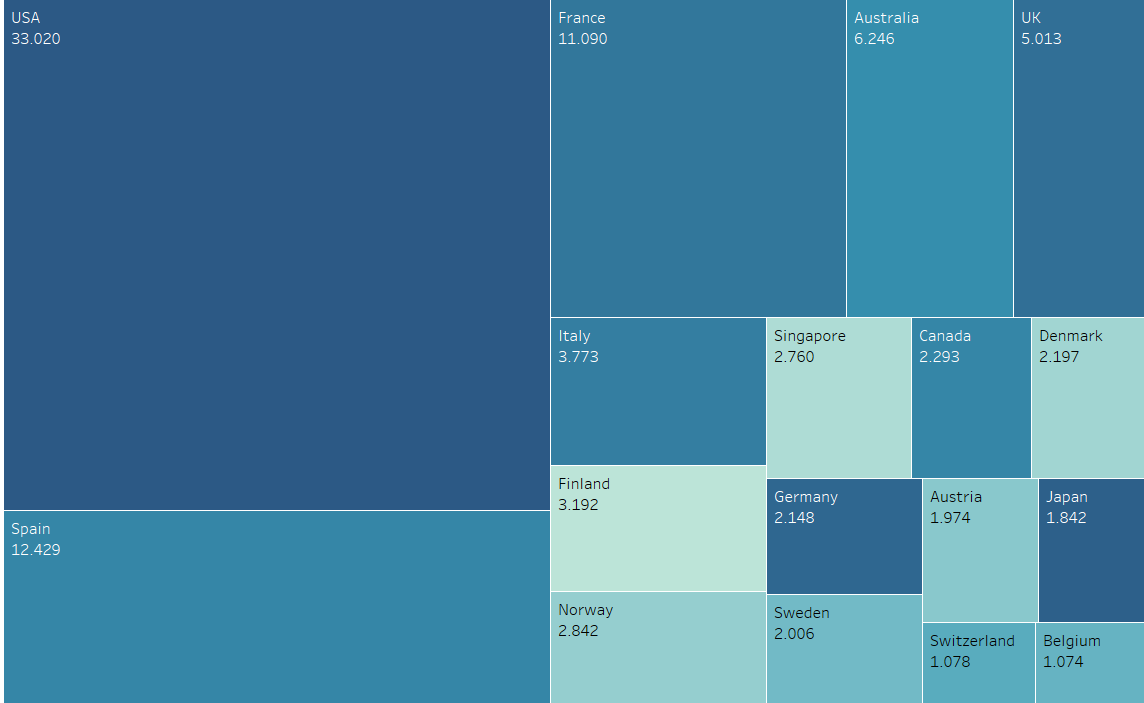 USA
33.020
France
11.090
Australia
6.246
UK
5.013
Italy
3.773
Singapore
2.760
Canada
2.293
Denmark
2.197
Finland
3.192
Germany
2.148
Austria
1.974
Japan
1.842
Spain
12.429
Norway
2.842
Sweden
2.006
Switzerland
1.078
Belgium
1.074